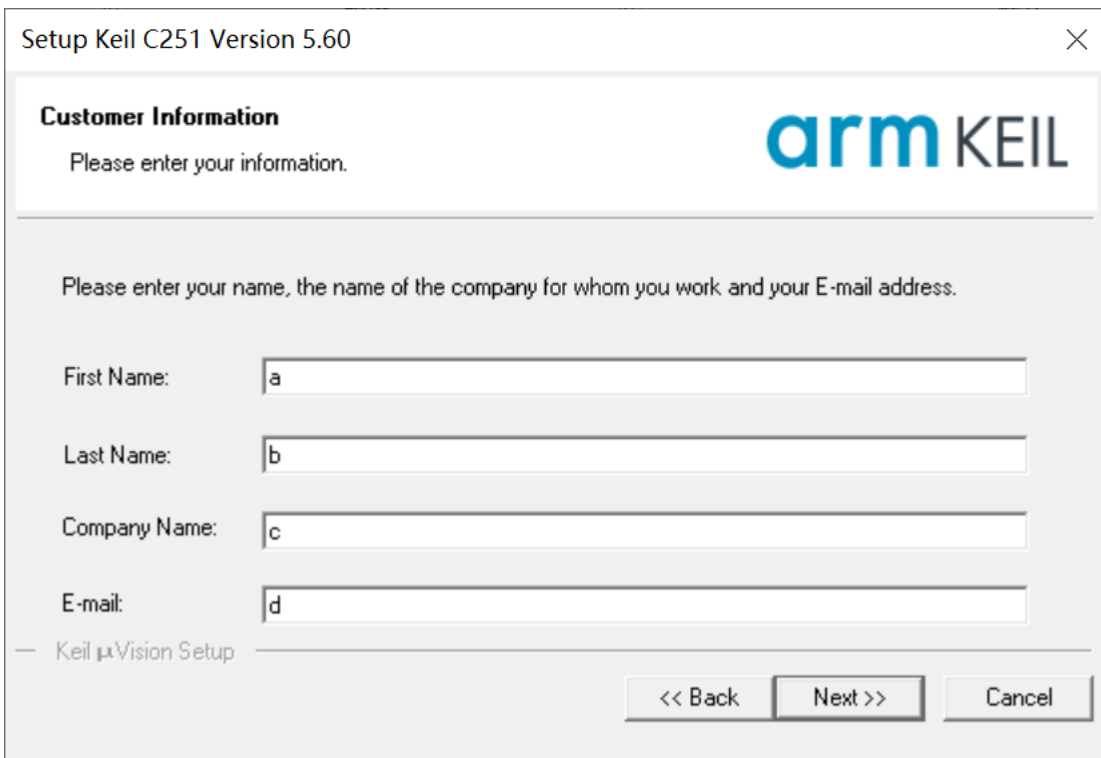 Setup Keil C251 Version 5.60
Customer Information
Please enter your information.
arm KEIL
Please enter your name, the name of the company for whom you work and your E-mail address.
First Name: a
Last Name: b
Company Name: c
E-mail: d
Keil µVision Setup
<< Back Next >> Cancel